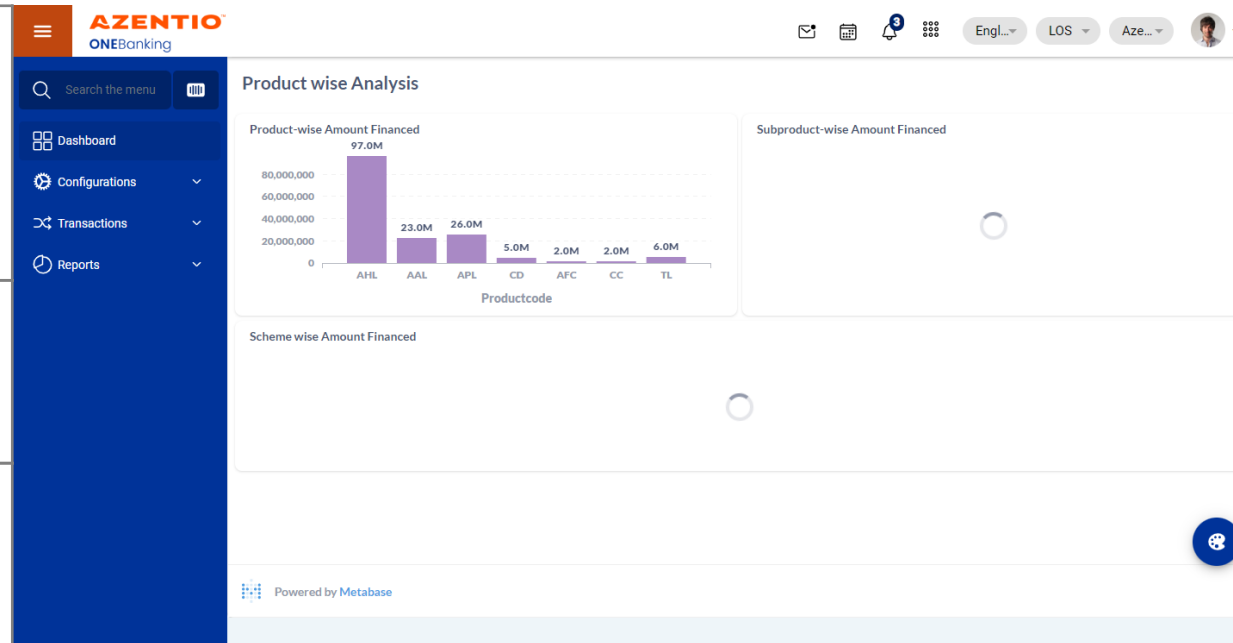 AZENTIO
ONEBanking
3
Engl...
LOS
Aze...
Search the menu
Dashboard
Configurations
Transactions
Reports
Product wise Analysis
Product-wise Amount Financed
97.0M
80,000,000
60,000,000
40,000,000
20,000,000
0
23.0M
26.0M
5.0M
2.0M
2.0M
6.0M
AHL AAL APL CD AFC CC TL
Productcode
Subproduct-wise Amount Financed
Scheme wise Amount Financed
Powered by Metabase